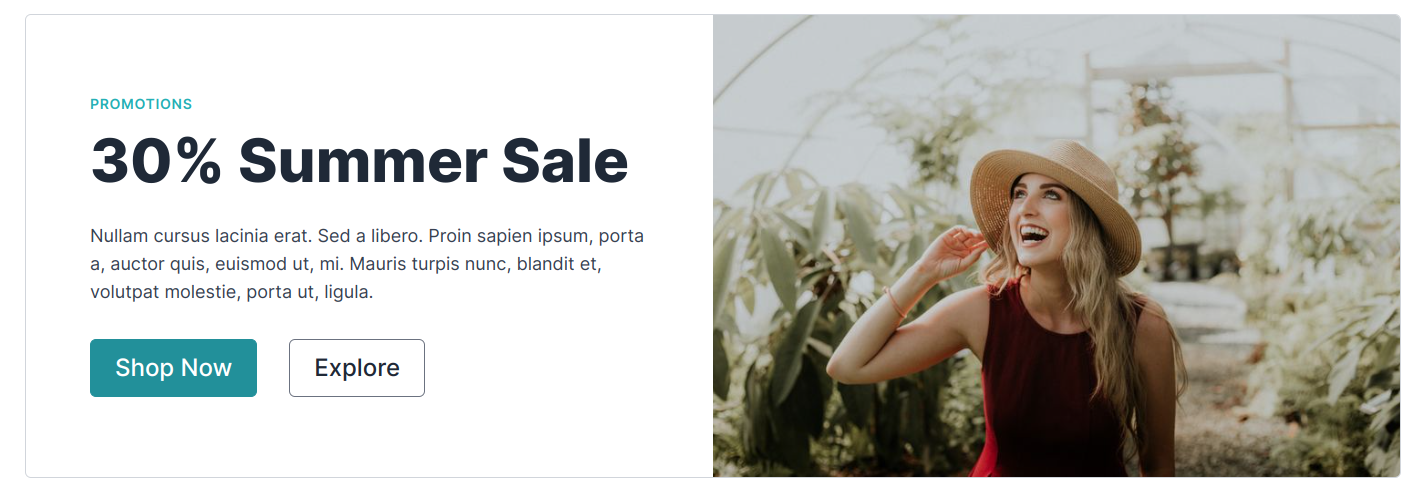 PROMOTIONS
30% Summer Sale
Nullam cursus lacinia erat. Sed a libero. Proin sapien ipsum, porta
a, auctor quis, euismod ut, mi. Mauris turpis nunc, blandit et,
volutpat molestie, porta ut, ligula.
Shop Now
Explore